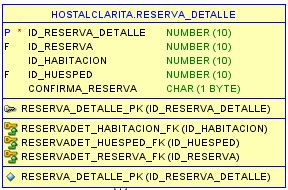 HOSTALCLARITA.RESERVA_DETALLE
P * ID_RESERVA_DETALLE NUMBER (10)
F ID_RESERVA NUMBER (10)
ID_HABITACION NUMBER (10)
F ID_HUESPED NUMBER (10)
CONFIRMA_RESERVA CHAR (1 BYTE)
RESERVA_DETALLE_PK (ID_RESERVA_DETALLE)
RESERVADET_HABITACION_FK (ID_HABITACION)
RESERVADET_HUESPED_FK (ID_HUESPED)
RESERVADET_RESERVA_FK (ID_RESERVA)
RESERVA_DETALLE_PK (ID_RESERVA_DETALLE)